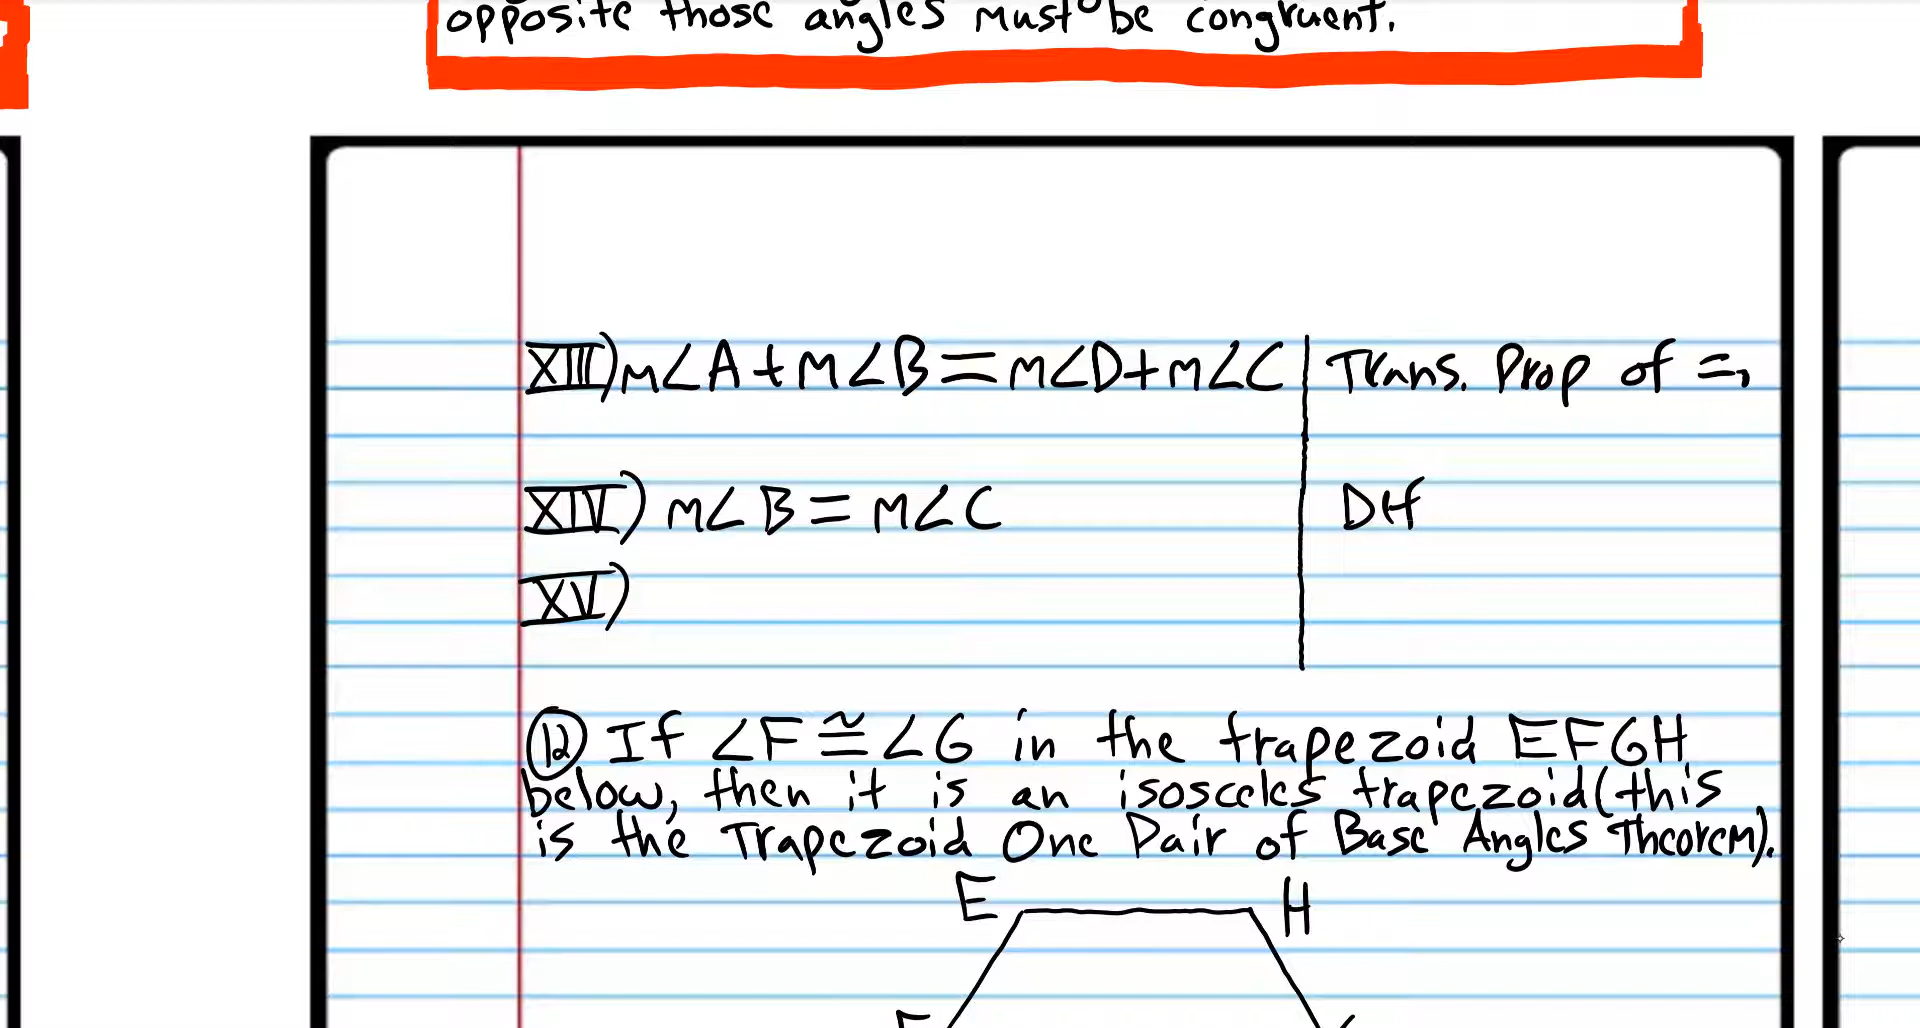 opposite those angles must be congruent.
XIII) m∠A + m∠B = m∠D + m∠C | Trans. Prop of =,
XIV) m∠B = m∠C | Def
XV)
⑫ If ∠F ≅ ∠G in the trapezoid EFGH
below, then it is an isosceles trapezoid (this
is the Trapezoid One Pair of Base Angles Theorem).
E H